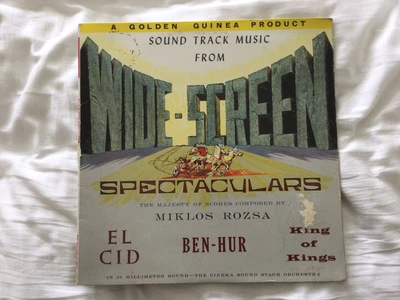 A GOLDEN GUINEA PRODUCT
SOUND TRACK MUSIC
FROM
WIDE-SCREEN
SPECTACULARS
THE MAJESTY OF SCORES COMPOSED BY
MIKLOS ROZSA
EL
CID
BEN-HUR
King
of
Kings
IN 35 MILLIMETER SOUND—THE CINEMA SOUND STAGE ORCHESTRA